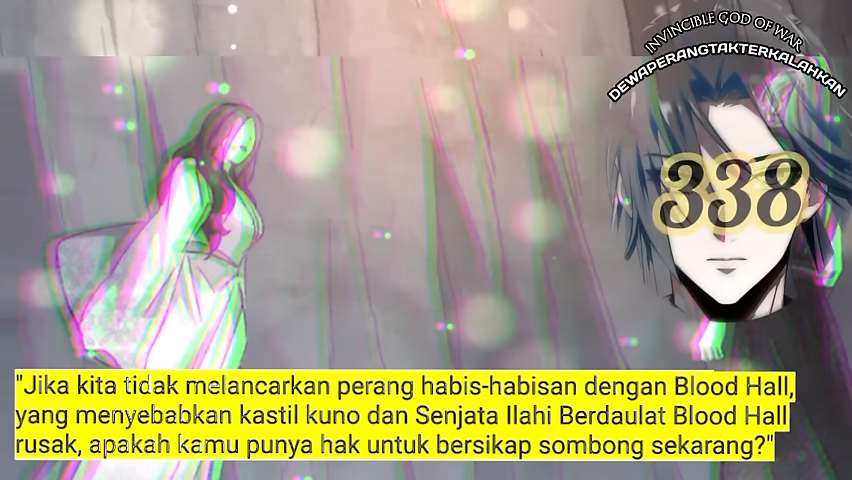 INVINCIBLE GOD OF WAR
DEWAPERANGTAKTERKALAHKAN
338
"Jika kita tidak melancarkan perang habis-habisan dengan Blood Hall,
yang menyebabkan kastil kuno dan Senjata Ilahi Berdaulat Blood Hall
rusak, apakah kamu punya hak untuk bersikap sombong sekarang?"